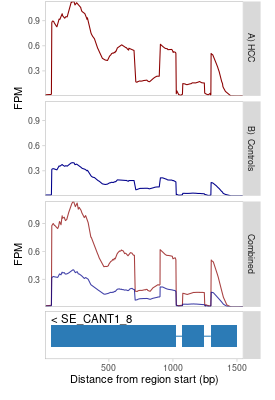 0.9
0.6
0.3
FPM
A) HCC
0.9
0.6
0.3
B) Controls
0.9
0.6
0.3
FPM
Combined
< SE_CANT1_8
500
1000
1500
Distance from region start (bp)